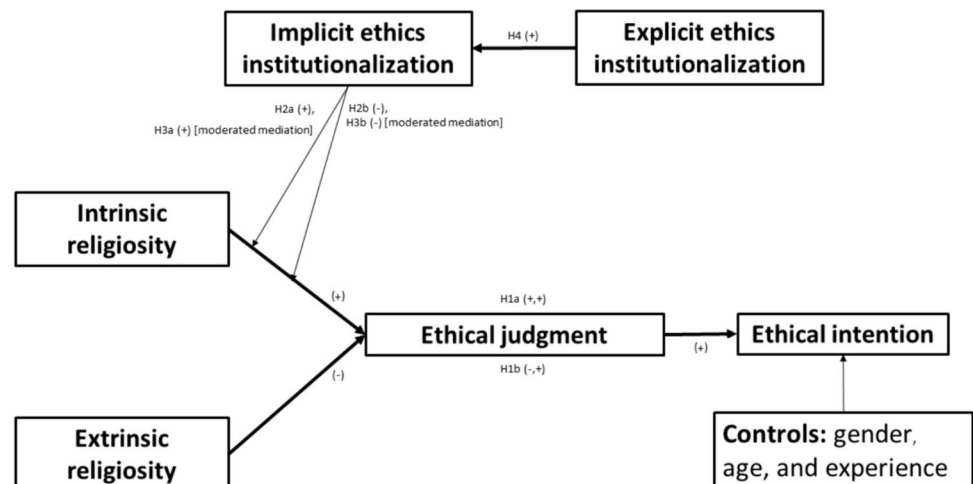 Implicit ethics
institutionalization
H4 (+)
Explicit ethics
institutionalization
H2a (+),
H3a (+) [moderated mediation]
H2b (-),
H3b (-) [moderated mediation]
Intrinsic
religiosity
(+)
H1a (+,+)
Ethical judgment
H1b (-,+)
(+)
Ethical intention
(-)
Extrinsic
religiosity
Controls: gender,
age, and experience